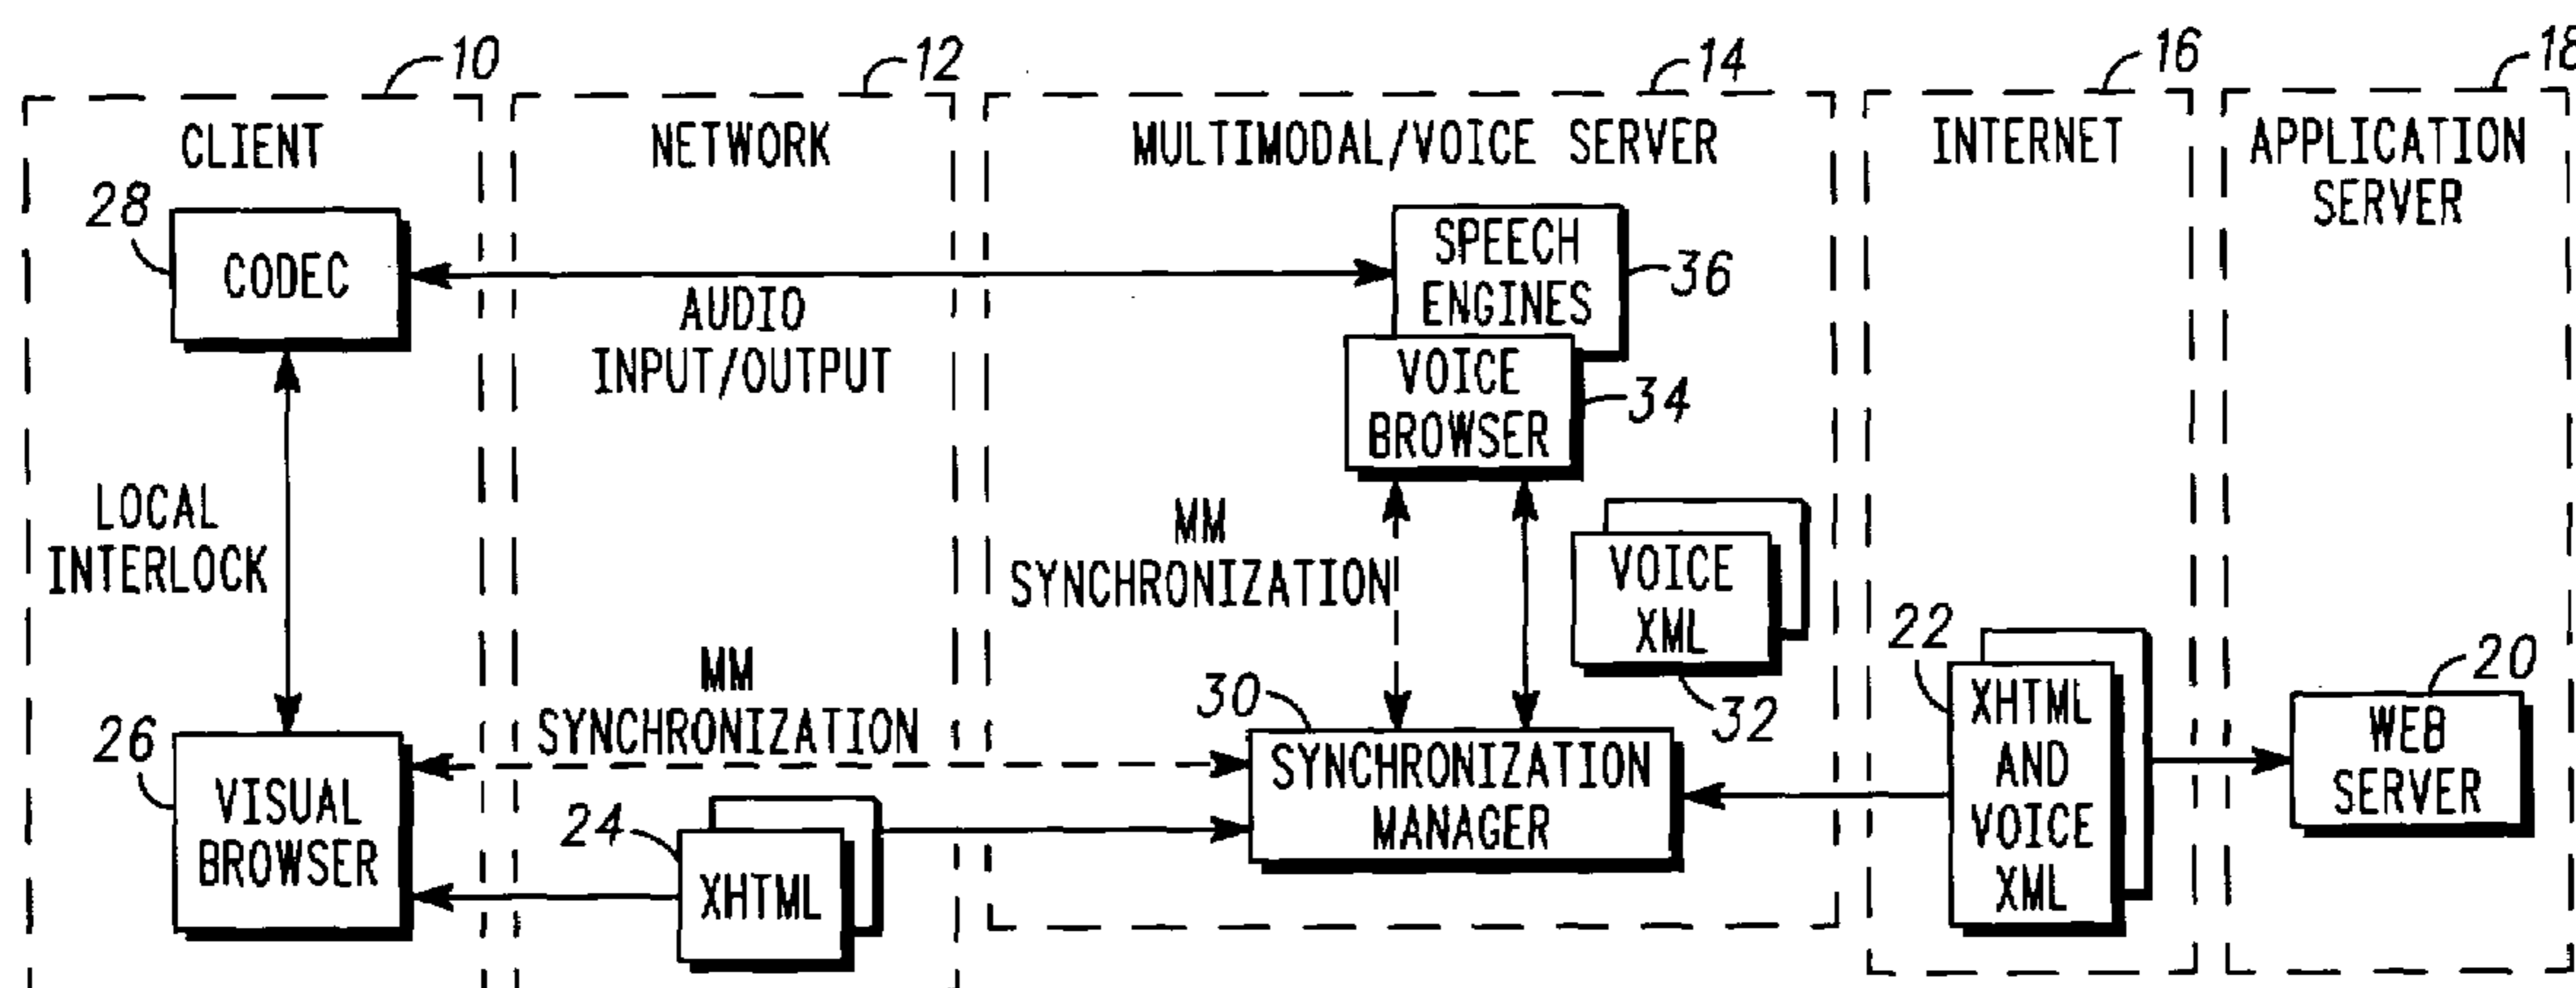 10
12
14
16
18
CLIENT
NETWORK
MULTIMODAL/VOICE SERVER
INTERNET
APPLICATION
SERVER
28
CODEC
AUDIO
INPUT/OUTPUT
SPEECH
ENGINES
36
VOICE
BROWSER
34
LOCAL
INTERLOCK
MM
SYNCHRONIZATION
VOICE
XML
32
MM
SYNCHRONIZATION
30
SYNCHRONIZATION
MANAGER
22
XHTML
AND
VOICE
XML
20
WEB
SERVER
26
VISUAL
BROWSER
24
XHTML